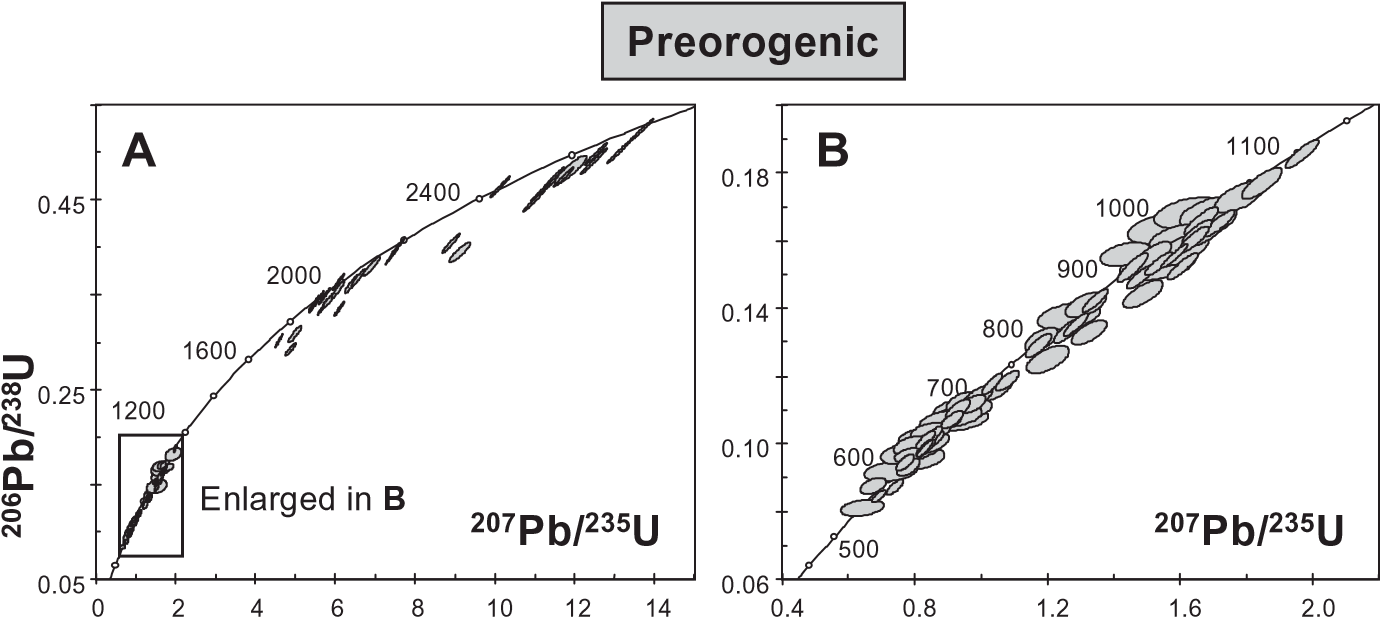 Preorogenic
A
2400
2000
1600
1200
Enlarged in B
²⁰⁷Pb/²³⁵U
²⁰⁶Pb/²³⁸U
0.45
0.25
0.05
0 2 4 6 8 10 12 14
B
1100
1000
900
800
700
600
500
²⁰⁷Pb/²³⁵U
0.18
0.14
0.10
0.06
0.4 0.8 1.2 1.6 2.0